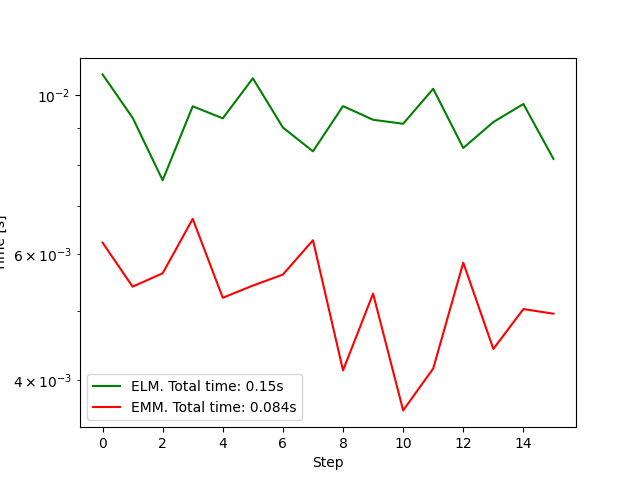 10⁻²
6 × 10⁻³
4 × 10⁻³
Time [s]
ELM. Total time: 0.15s
EMM. Total time: 0.084s
0 2 4 6 8 10 12 14
Step